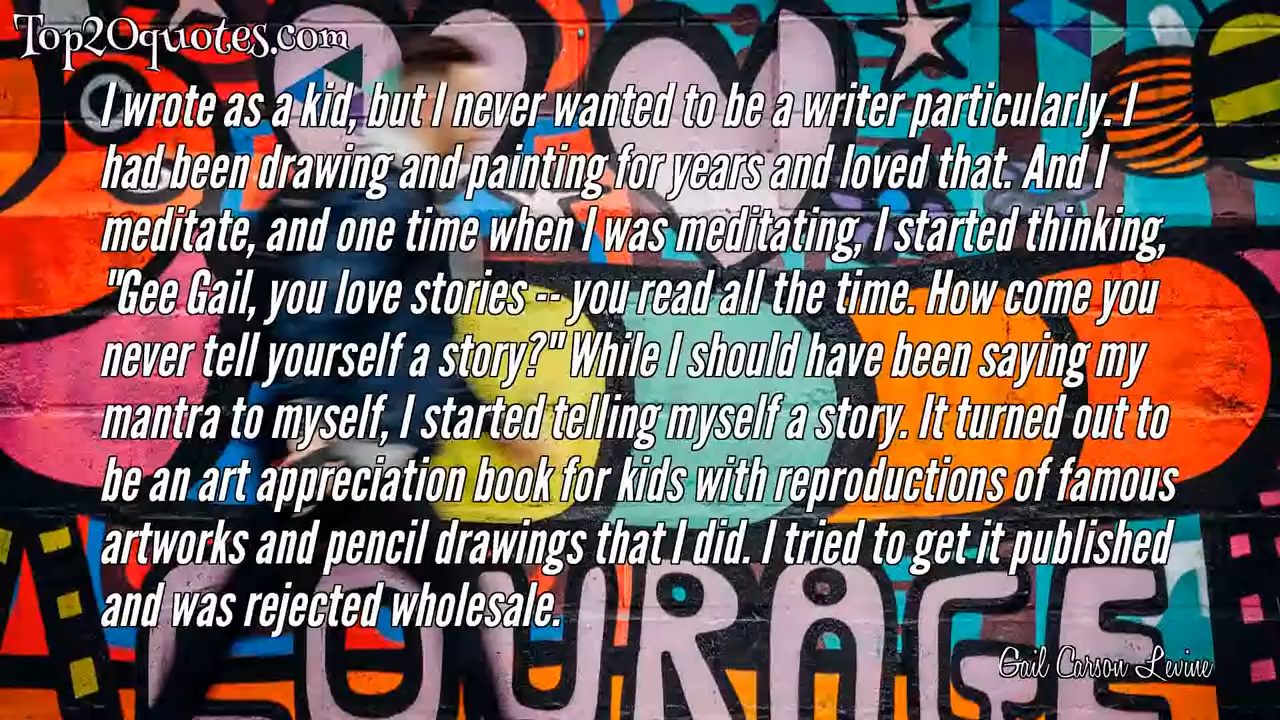 Top20quotes.com
I wrote as a kid, but I never wanted to be a writer particularly. I
had been drawing and painting for years and loved that. And I
meditate, and one time when I was meditating, I started thinking,
"Gee Gail, you love stories -- you read all the time. How come you
never tell yourself a story?" While I should have been saying my
mantra to myself, I started telling myself a story. It turned out to
be an art appreciation book for kids with reproductions of famous
artworks and pencil drawings that I did. I tried to get it published
and was rejected wholesale.
COURAGE
Gail Carson Levine